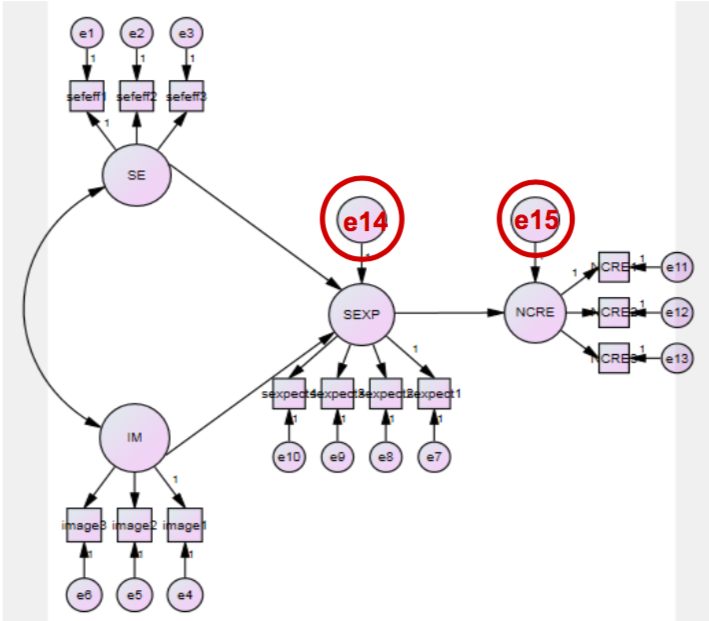 e1 e2 e3
1 1 1
sefeff1 sefeff2 sefeff3
1
SE
e14 e15
1
NCRE1 1 e11
1
SEXP NCRE
NCRE2 1 e12
NCRE3 1 e13
1
sexpect4 sexpect3 sexpect2 sexpect1
1 1 1 1
e10 e9 e8 e7
IM
1
image3 image2 image1
1 1 1
e6 e5 e4